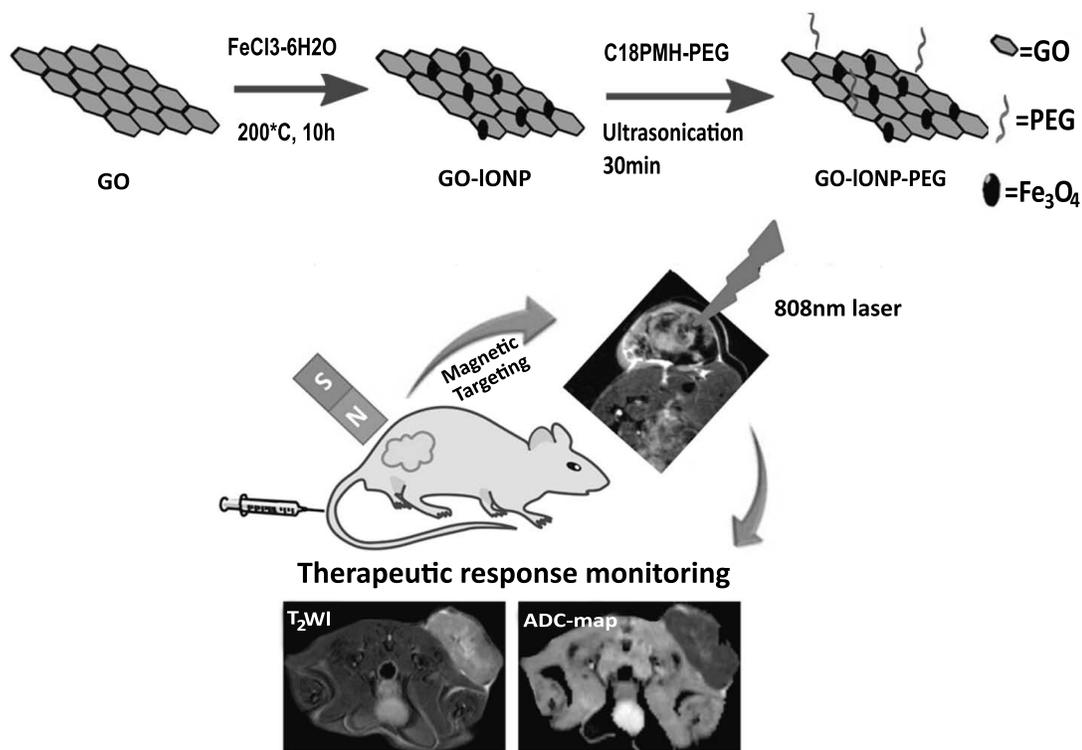 FeCl3-6H2O
200*C, 10h
GO
GO-IONP
C18PMH-PEG
Ultrasonication
30min
GO-IONP-PEG
=GO
=PEG
=Fe₃O₄
808nm laser
Magnetic
Targeting
S
N
Therapeutic response monitoring
T₂WI
ADC-map